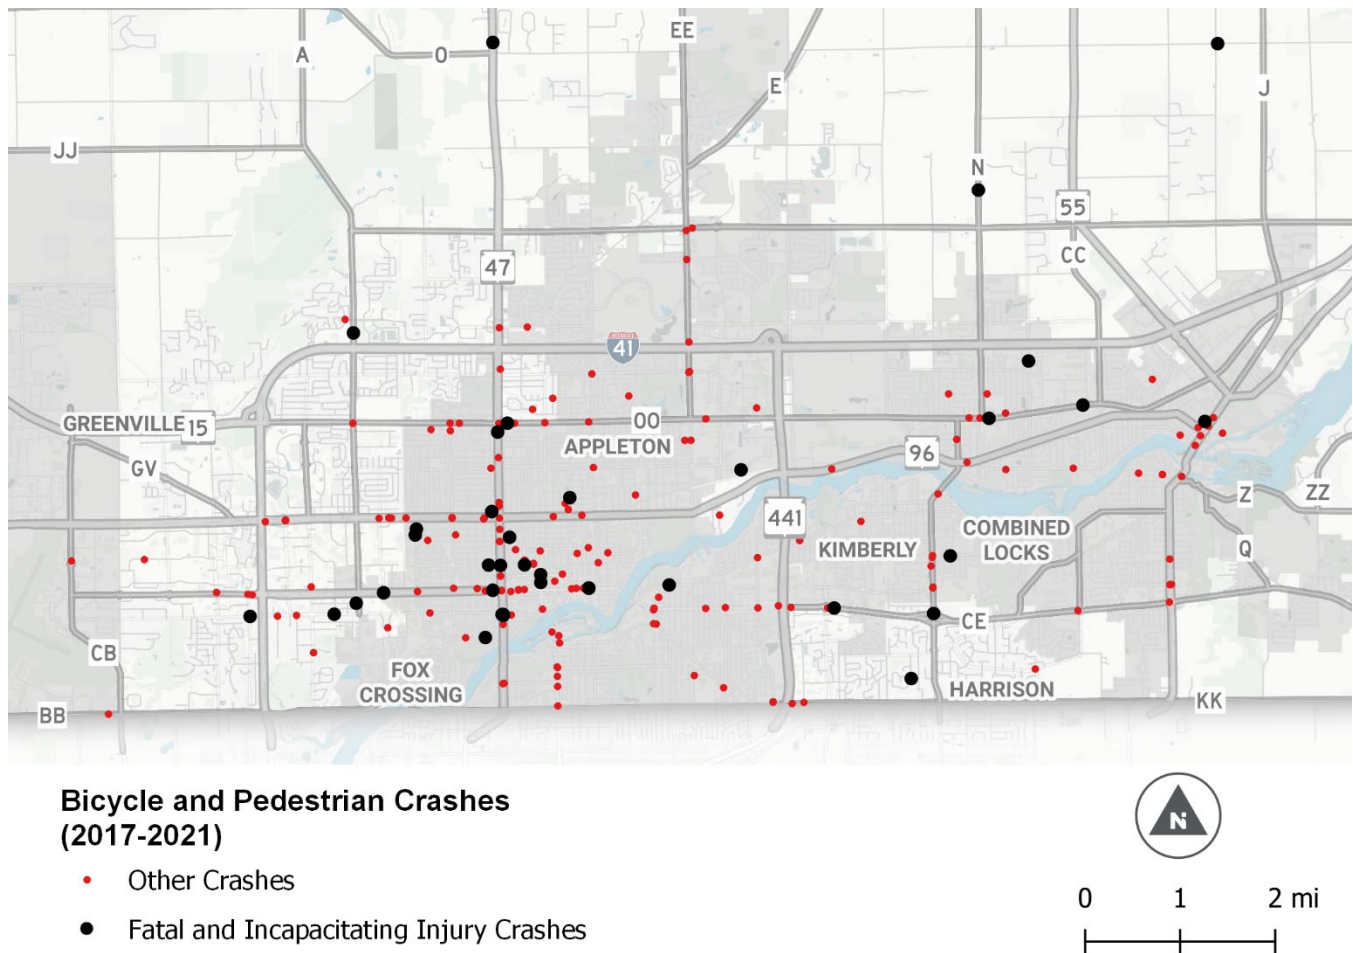 EE
A
O
E
J
JJ
N
55
CC
47
41
GREENVILLE
15
OO
APPLETON
GV
96
441
KIMBERLY
COMBINED
LOCKS
Z
ZZ
Q
CE
CB
FOX
CROSSING
HARRISON
BB
KK
Bicycle and Pedestrian Crashes
(2017-2021)
N
Other Crashes
Fatal and Incapacitating Injury Crashes
0 1 2 mi